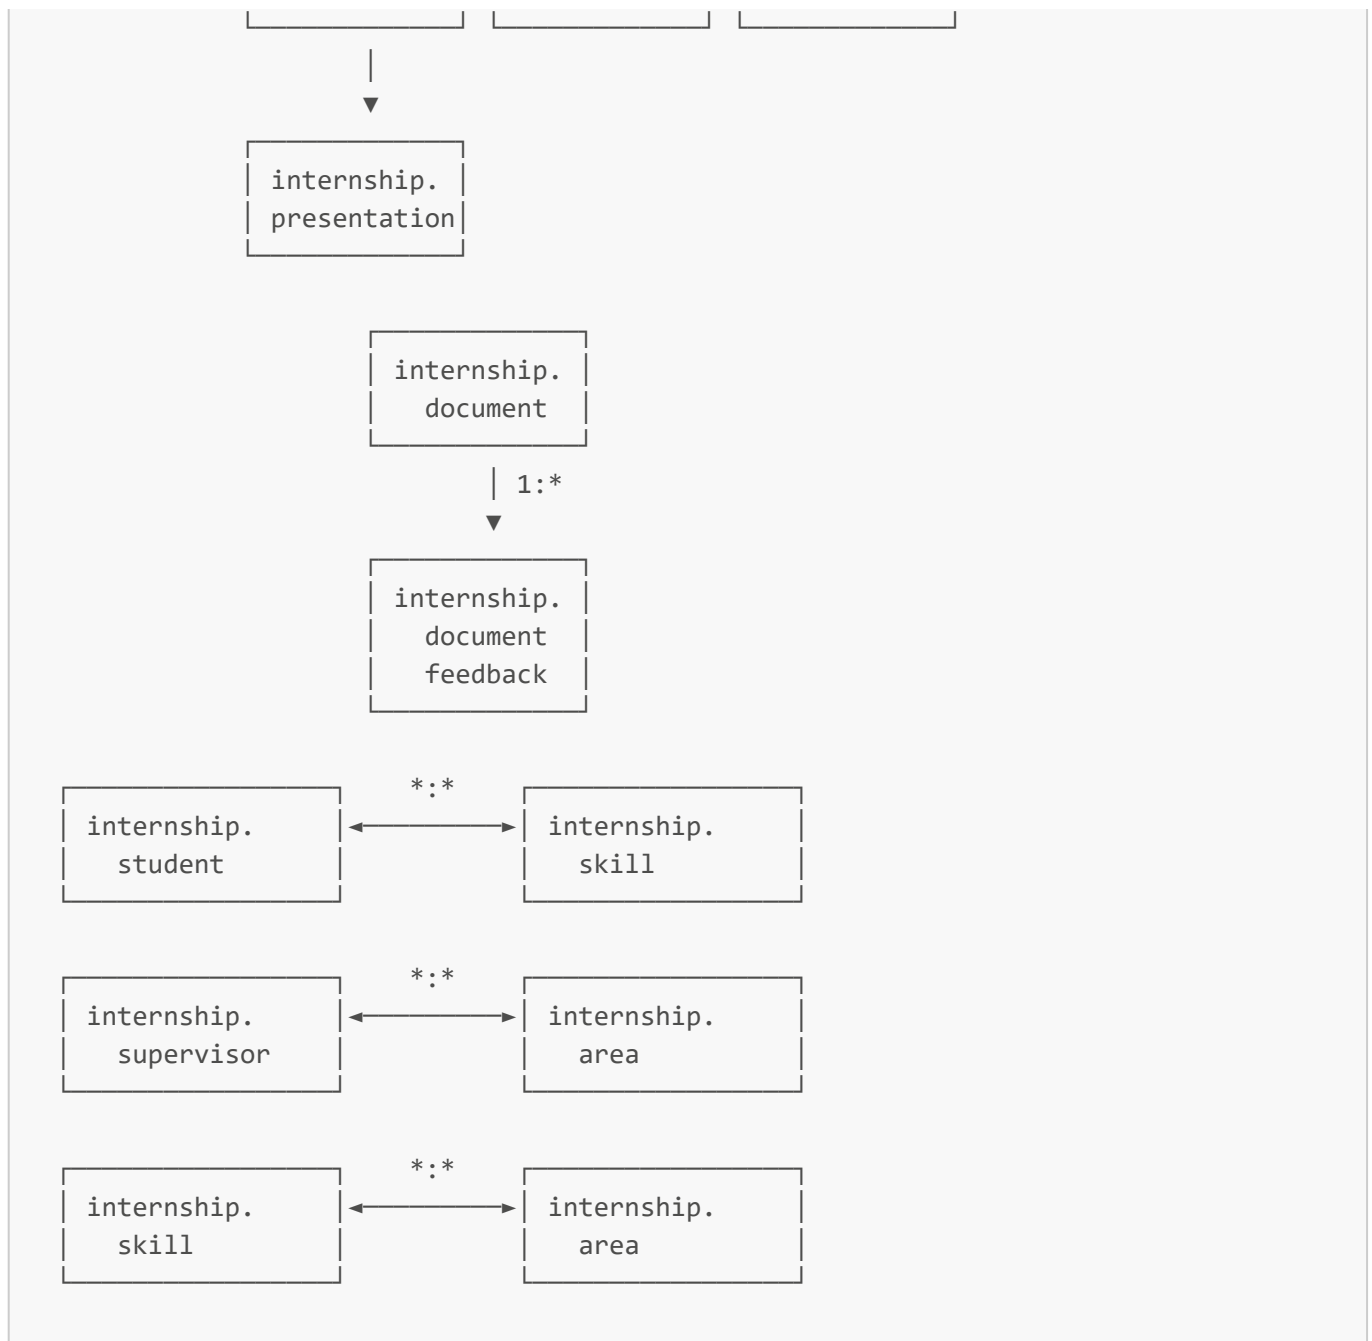 internship.
presentation
internship.
document
1:*
internship.
document
feedback
*:*
internship. internship.
student skill
*:*
internship. internship.
supervisor area
*:*
internship. internship.
skill area